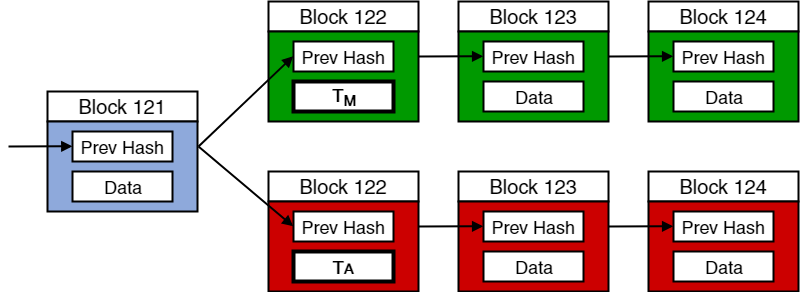 Block 122
Block 123
Block 124
Prev Hash
Prev Hash
Prev Hash
TM
Data
Data
Block 121
Prev Hash
Data
Block 122
Block 123
Block 124
Prev Hash
Prev Hash
Prev Hash
TA
Data
Data